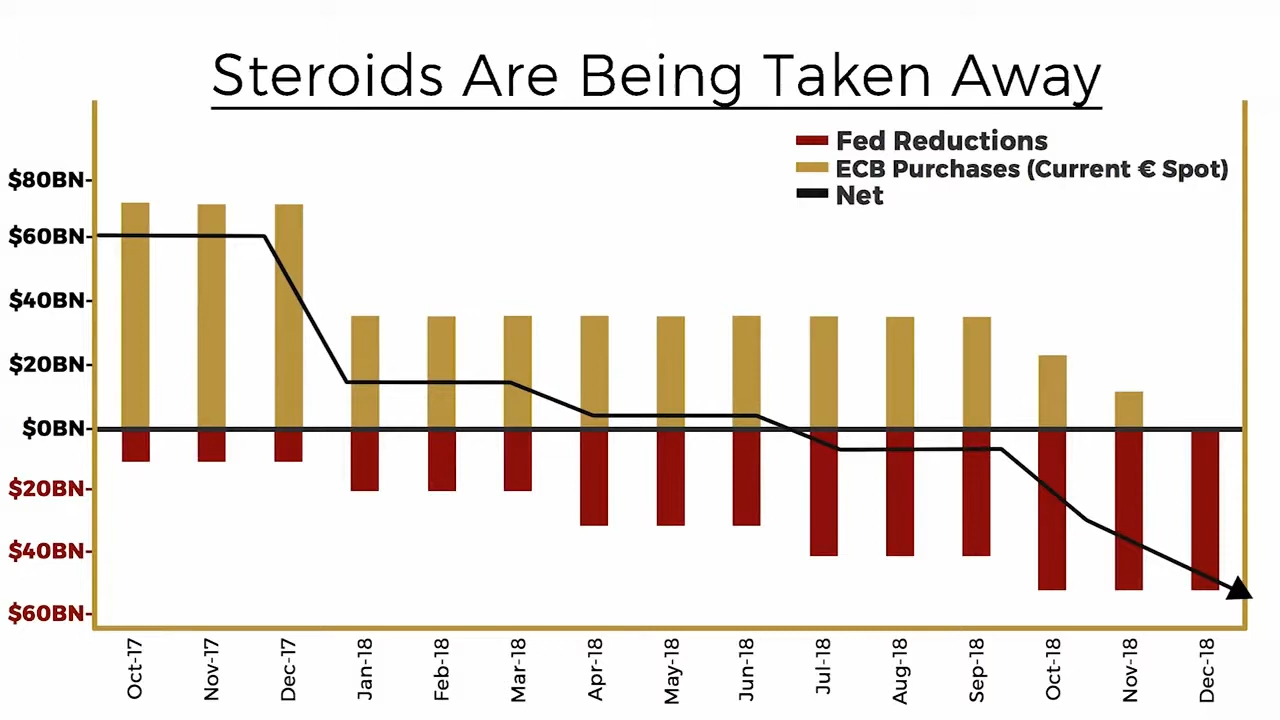 Steroids Are Being Taken Away
Fed Reductions
ECB Purchases (Current € Spot)
Net
$80BN-
$60BN-
$40BN-
$20BN-
$0BN-
$20BN-
$40BN-
$60BN-
Oct-17
Nov-17
Dec-17
Jan-18
Feb-18
Mar-18
Apr-18
May-18
Jun-18
Jul-18
Aug-18
Sep-18
Oct-18
Nov-18
Dec-18